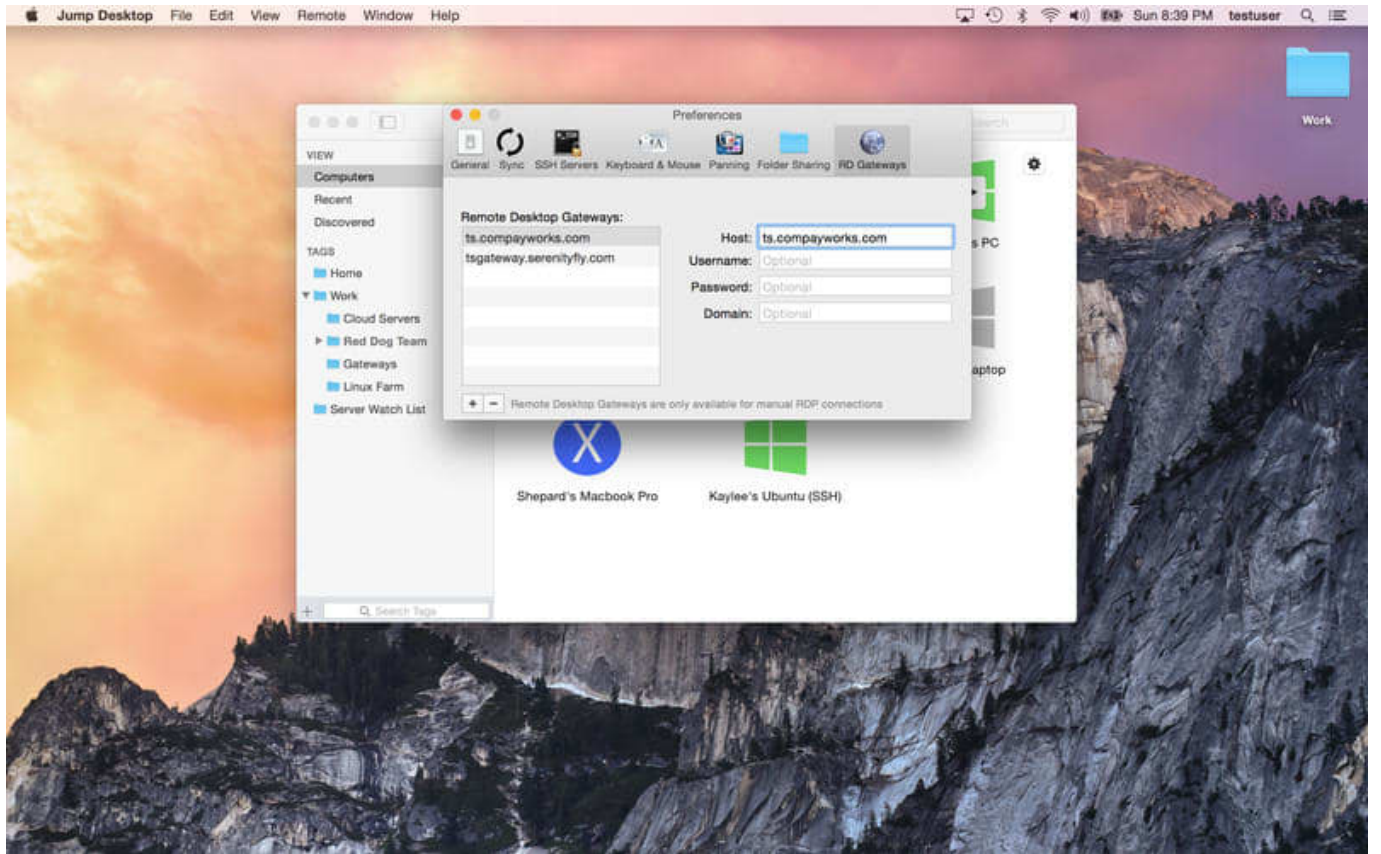 Jump Desktop File Edit View Remote Window Help Sun 8:39 PM testuser
Work
Preferences
General Sync SSH Servers Keyboard & Mouse Panning Folder Sharing RD Gateways
Search
VIEW
Computers
Recent
Discovered
TAGS
Home
Work
Cloud Servers
Red Dog Team
Gateways
Linux Farm
Server Watch List
Search Tags
Remote Desktop Gateways:
ts.compayworks.com
tsgateway.serenityfly.com
Host: ts.compayworks.com
Username: Optional
Password: Optional
Domain: Optional
+ - Remote Desktop Gateways are only available for manual RDP connections
s PC
aptop
X
Shepard's Macbook Pro
Kaylee's Ubuntu (SSH)